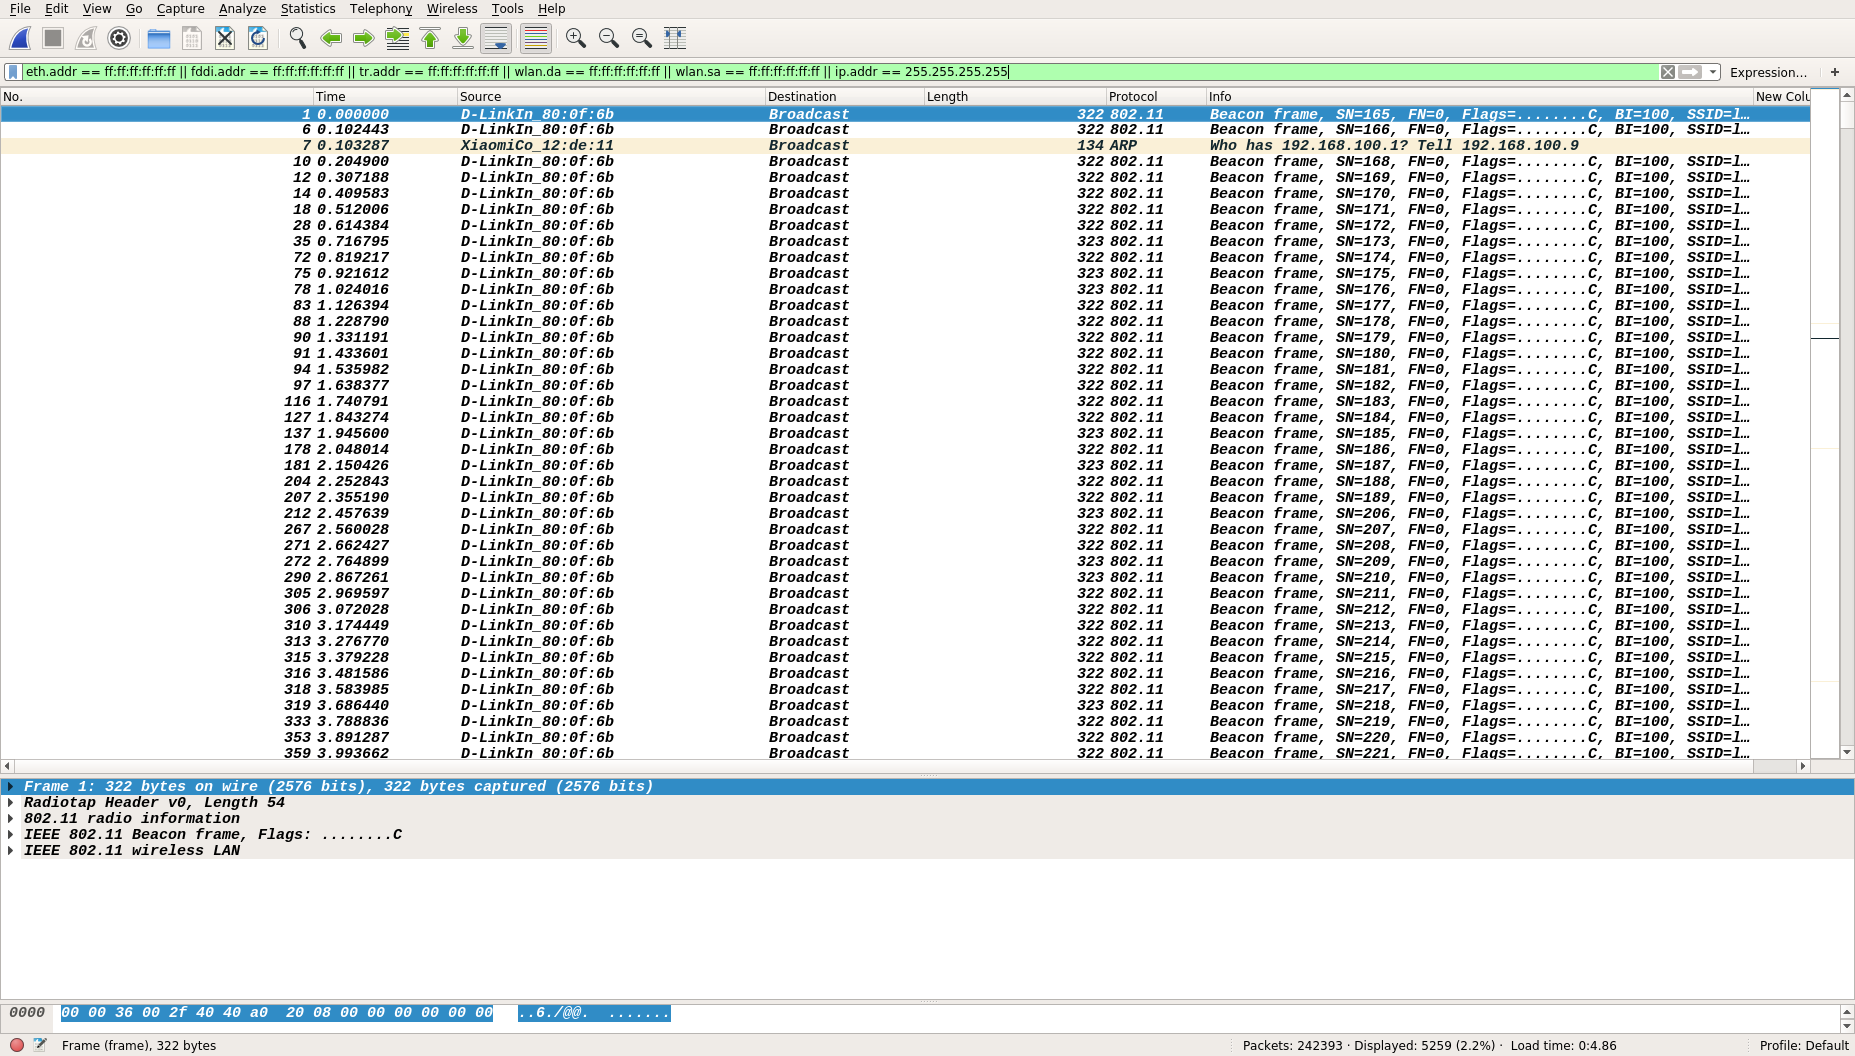 File Edit View Go Capture Analyze Statistics Telephony Wireless Tools Help
eth.addr == ff:ff:ff:ff:ff:ff || fddi.addr == ff:ff:ff:ff:ff:ff || tr.addr == ff:ff:ff:ff:ff:ff || wlan.da == ff:ff:ff:ff:ff:ff || wlan.sa == ff:ff:ff:ff:ff:ff || ip.addr == 255.255.255.255 Expression... +
No. Time Source Destination Length Protocol Info New Colu
1 0.000000 D-LinkIn_80:0f:6b Broadcast 322 802.11 Beacon frame, SN=165, FN=0, Flags=........C, BI=100, SSID=l…
6 0.102443 D-LinkIn_80:0f:6b Broadcast 322 802.11 Beacon frame, SN=166, FN=0, Flags=........C, BI=100, SSID=l…
7 0.103287 XiaomiCo_12:de:11 Broadcast 134 ARP Who has 192.168.100.1? Tell 192.168.100.9
10 0.204900 D-LinkIn_80:0f:6b Broadcast 322 802.11 Beacon frame, SN=168, FN=0, Flags=........C, BI=100, SSID=l…
12 0.307188 D-LinkIn_80:0f:6b Broadcast 322 802.11 Beacon frame, SN=169, FN=0, Flags=........C, BI=100, SSID=l…
14 0.409583 D-LinkIn_80:0f:6b Broadcast 322 802.11 Beacon frame, SN=170, FN=0, Flags=........C, BI=100, SSID=l…
18 0.512006 D-LinkIn_80:0f:6b Broadcast 322 802.11 Beacon frame, SN=171, FN=0, Flags=........C, BI=100, SSID=l…
28 0.614384 D-LinkIn_80:0f:6b Broadcast 322 802.11 Beacon frame, SN=172, FN=0, Flags=........C, BI=100, SSID=l…
35 0.716795 D-LinkIn_80:0f:6b Broadcast 323 802.11 Beacon frame, SN=173, FN=0, Flags=........C, BI=100, SSID=l…
72 0.819217 D-LinkIn_80:0f:6b Broadcast 322 802.11 Beacon frame, SN=174, FN=0, Flags=........C, BI=100, SSID=l…
75 0.921612 D-LinkIn_80:0f:6b Broadcast 323 802.11 Beacon frame, SN=175, FN=0, Flags=........C, BI=100, SSID=l…
78 1.024016 D-LinkIn_80:0f:6b Broadcast 323 802.11 Beacon frame, SN=176, FN=0, Flags=........C, BI=100, SSID=l…
83 1.126394 D-LinkIn_80:0f:6b Broadcast 322 802.11 Beacon frame, SN=177, FN=0, Flags=........C, BI=100, SSID=l…
88 1.228790 D-LinkIn_80:0f:6b Broadcast 322 802.11 Beacon frame, SN=178, FN=0, Flags=........C, BI=100, SSID=l…
90 1.331191 D-LinkIn_80:0f:6b Broadcast 322 802.11 Beacon frame, SN=179, FN=0, Flags=........C, BI=100, SSID=l…
91 1.433601 D-LinkIn_80:0f:6b Broadcast 322 802.11 Beacon frame, SN=180, FN=0, Flags=........C, BI=100, SSID=l…
94 1.535982 D-LinkIn_80:0f:6b Broadcast 322 802.11 Beacon frame, SN=181, FN=0, Flags=........C, BI=100, SSID=l…
97 1.638377 D-LinkIn_80:0f:6b Broadcast 322 802.11 Beacon frame, SN=182, FN=0, Flags=........C, BI=100, SSID=l…
116 1.740791 D-LinkIn_80:0f:6b Broadcast 322 802.11 Beacon frame, SN=183, FN=0, Flags=........C, BI=100, SSID=l…
127 1.843274 D-LinkIn_80:0f:6b Broadcast 322 802.11 Beacon frame, SN=184, FN=0, Flags=........C, BI=100, SSID=l…
137 1.945600 D-LinkIn_80:0f:6b Broadcast 323 802.11 Beacon frame, SN=185, FN=0, Flags=........C, BI=100, SSID=l…
178 2.048014 D-LinkIn_80:0f:6b Broadcast 322 802.11 Beacon frame, SN=186, FN=0, Flags=........C, BI=100, SSID=l…
181 2.150426 D-LinkIn_80:0f:6b Broadcast 323 802.11 Beacon frame, SN=187, FN=0, Flags=........C, BI=100, SSID=l…
204 2.252843 D-LinkIn_80:0f:6b Broadcast 322 802.11 Beacon frame, SN=188, FN=0, Flags=........C, BI=100, SSID=l…
207 2.355190 D-LinkIn_80:0f:6b Broadcast 322 802.11 Beacon frame, SN=189, FN=0, Flags=........C, BI=100, SSID=l…
212 2.457639 D-LinkIn_80:0f:6b Broadcast 323 802.11 Beacon frame, SN=206, FN=0, Flags=........C, BI=100, SSID=l…
267 2.560028 D-LinkIn_80:0f:6b Broadcast 322 802.11 Beacon frame, SN=207, FN=0, Flags=........C, BI=100, SSID=l…
271 2.662427 D-LinkIn_80:0f:6b Broadcast 322 802.11 Beacon frame, SN=208, FN=0, Flags=........C, BI=100, SSID=l…
272 2.764899 D-LinkIn_80:0f:6b Broadcast 323 802.11 Beacon frame, SN=209, FN=0, Flags=........C, BI=100, SSID=l…
290 2.867261 D-LinkIn_80:0f:6b Broadcast 323 802.11 Beacon frame, SN=210, FN=0, Flags=........C, BI=100, SSID=l…
305 2.969597 D-LinkIn_80:0f:6b Broadcast 322 802.11 Beacon frame, SN=211, FN=0, Flags=........C, BI=100, SSID=l…
306 3.072028 D-LinkIn_80:0f:6b Broadcast 322 802.11 Beacon frame, SN=212, FN=0, Flags=........C, BI=100, SSID=l…
310 3.174449 D-LinkIn_80:0f:6b Broadcast 322 802.11 Beacon frame, SN=213, FN=0, Flags=........C, BI=100, SSID=l…
313 3.276770 D-LinkIn_80:0f:6b Broadcast 322 802.11 Beacon frame, SN=214, FN=0, Flags=........C, BI=100, SSID=l…
315 3.379228 D-LinkIn_80:0f:6b Broadcast 322 802.11 Beacon frame, SN=215, FN=0, Flags=........C, BI=100, SSID=l…
316 3.481586 D-LinkIn_80:0f:6b Broadcast 322 802.11 Beacon frame, SN=216, FN=0, Flags=........C, BI=100, SSID=l…
318 3.583985 D-LinkIn_80:0f:6b Broadcast 322 802.11 Beacon frame, SN=217, FN=0, Flags=........C, BI=100, SSID=l…
319 3.686440 D-LinkIn_80:0f:6b Broadcast 323 802.11 Beacon frame, SN=218, FN=0, Flags=........C, BI=100, SSID=l…
333 3.788836 D-LinkIn_80:0f:6b Broadcast 322 802.11 Beacon frame, SN=219, FN=0, Flags=........C, BI=100, SSID=l…
353 3.891287 D-LinkIn_80:0f:6b Broadcast 322 802.11 Beacon frame, SN=220, FN=0, Flags=........C, BI=100, SSID=l…
359 3.993662 D-LinkIn_80:0f:6b Broadcast 322 802.11 Beacon frame, SN=221, FN=0, Flags=........C, BI=100, SSID=l…
Frame 1: 322 bytes on wire (2576 bits), 322 bytes captured (2576 bits)
Radiotap Header v0, Length 54
802.11 radio information
IEEE 802.11 Beacon frame, Flags: ........C
IEEE 802.11 wireless LAN
0000 00 00 36 00 2f 40 40 a0 20 08 00 00 00 00 00 00 ..6./@@. .......
Frame (frame), 322 bytes Packets: 242393 · Displayed: 5259 (2.2%) · Load time: 0:4.86 Profile: Default